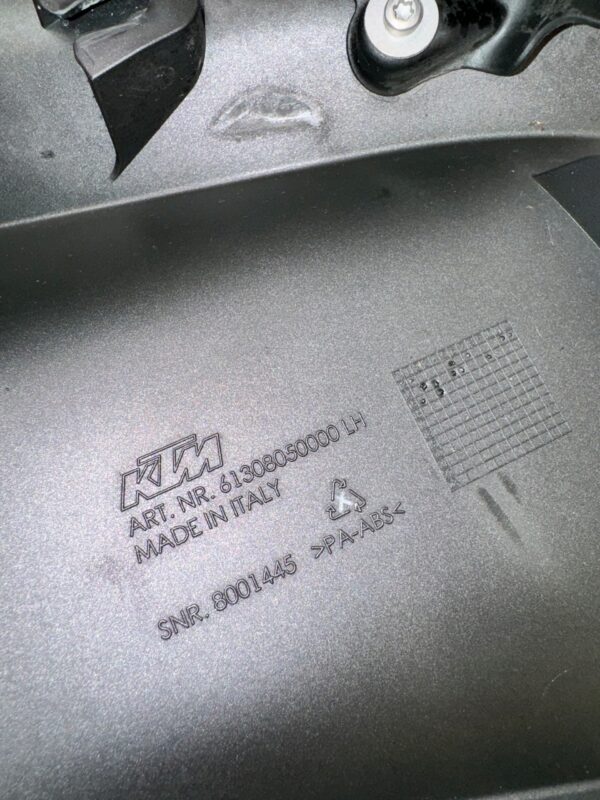 KTM
ART. NR. 61308050000 LH
MADE IN ITALY
SNR. 8001445 >PA-ABS<